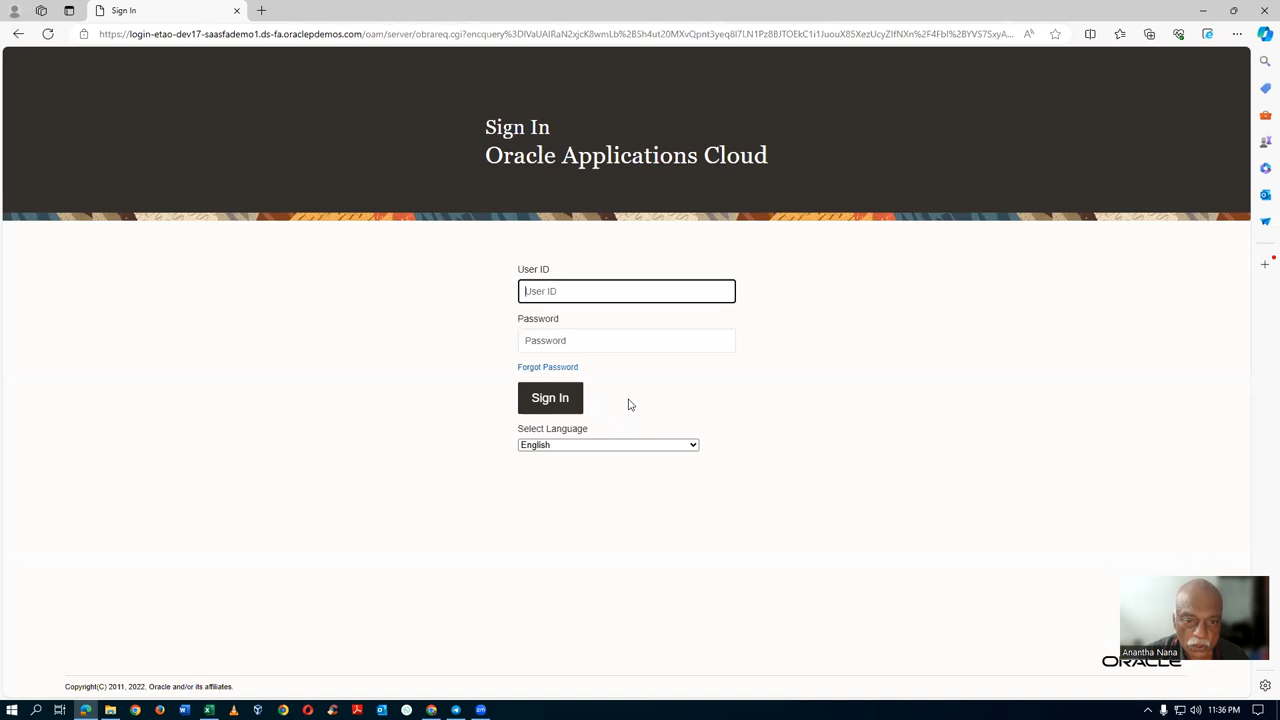 Sign In
https://login-etao-dev17-saasfademo1.ds-fa.oraclepdemos.com/oam/server/obrareq.cgi?encquery%3DIVaUAIRaN2xjcK8wmLb%2BSh4ut20MXvQpnt3yeq8I7LN1Pz8BJTOEkC1i1JuouX85XezUcyZIfNXn%2F4FbI%2BYVS7SxyA...
Sign In
Oracle Applications Cloud
User ID
User ID
Password
Password
Forgot Password
Sign In
Select Language
English
Anantha Nana
ORACLE
Copyright(C) 2011, 2022, Oracle and/or its affiliates.
11:36 PM